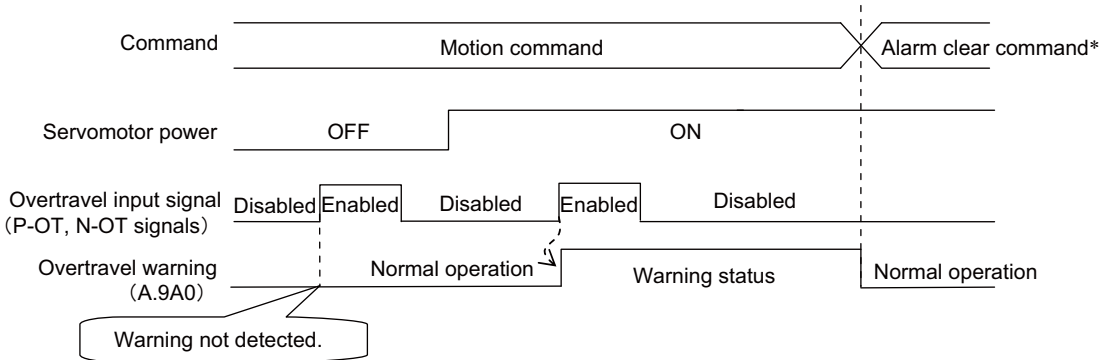 Command
Motion command
Alarm clear command*
Servomotor power
OFF
ON
Overtravel input signal
(P-OT, N-OT signals)
Disabled
Enabled
Disabled
Enabled
Disabled
Overtravel warning
(A.9A0)
Normal operation
Warning status
Normal operation
Warning not detected.